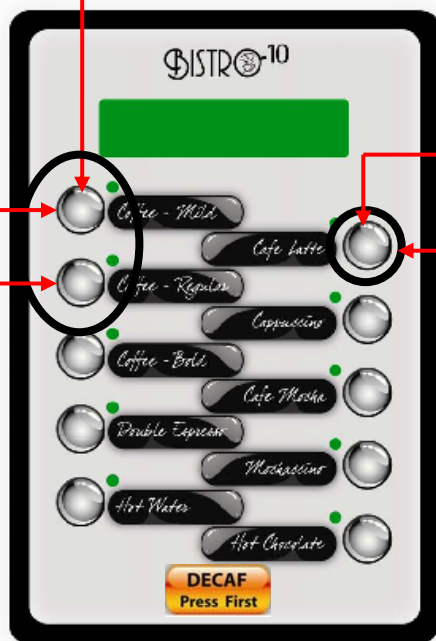 BISTRO-10
Coffee - Mild
Cafe Latte
Coffee - Regular
Cappuccino
Coffee - Bold
Cafe Mocha
Double Espresso
Mochaccino
Hot Water
Hot Chocolate
DECAF
Press First